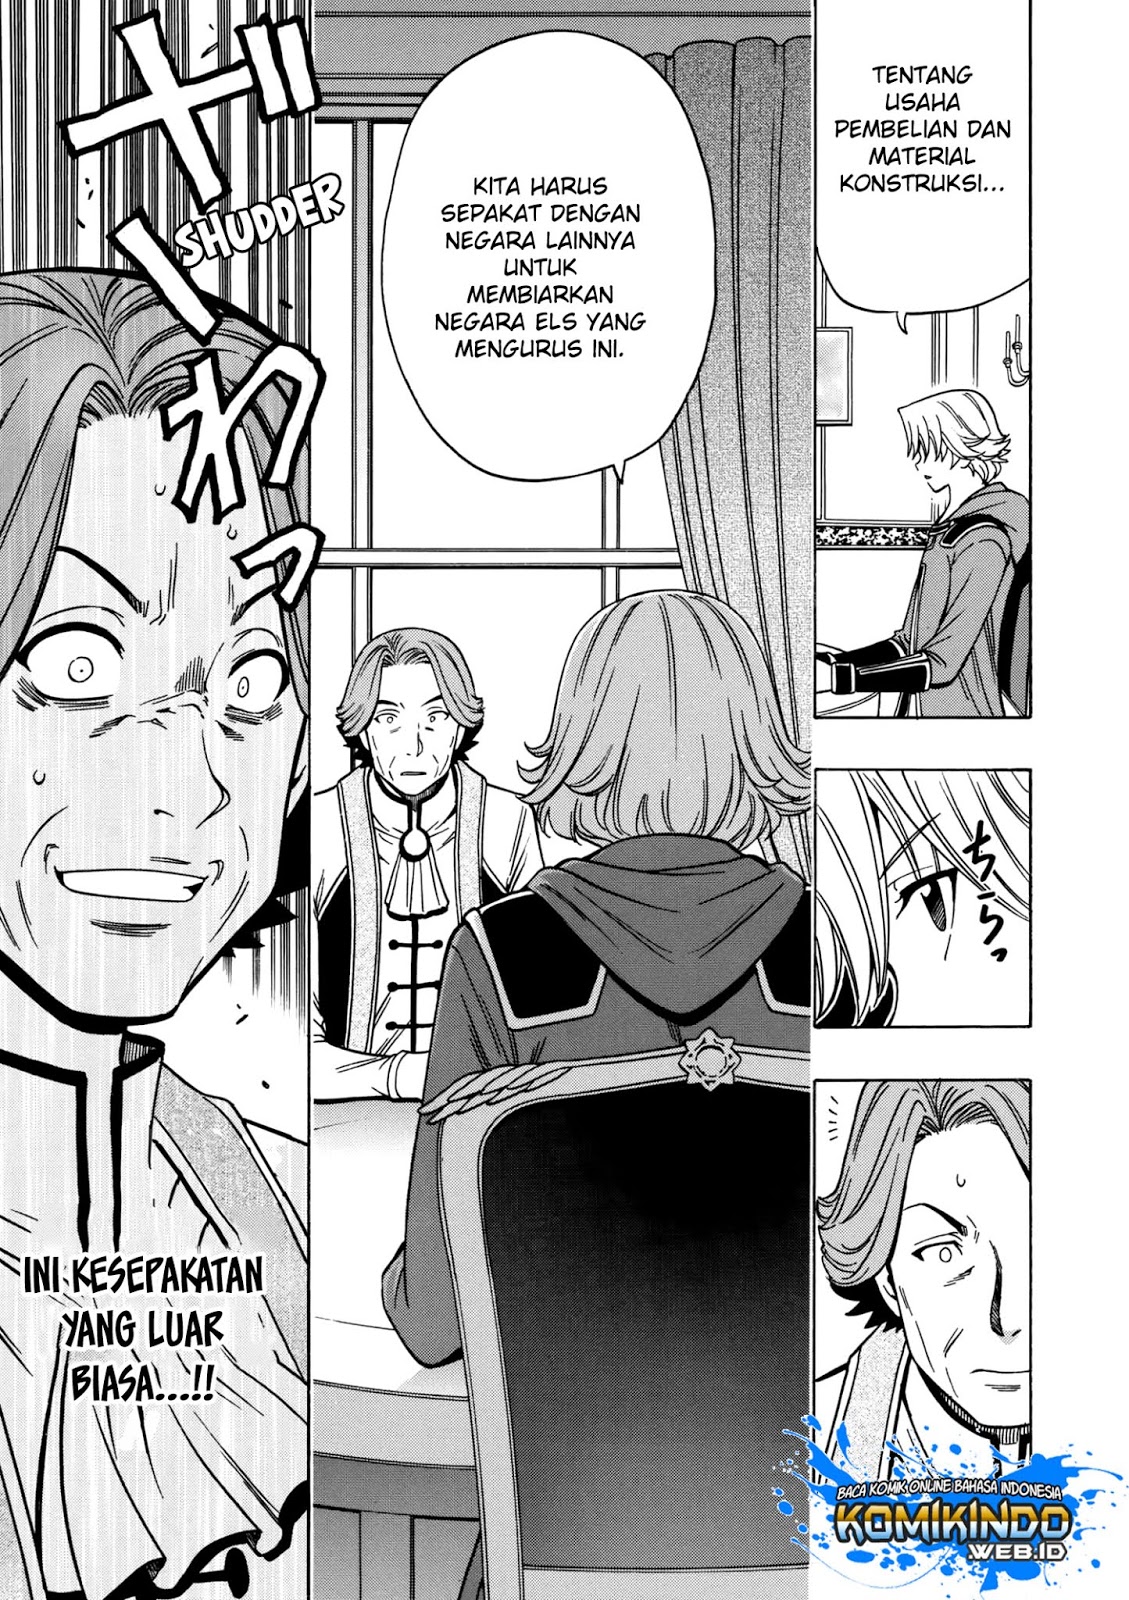 TENTANG
USAHA
PEMBELIAN DAN
MATERIAL
KONSTRUKSI...
ちらっ
KITA HARUS
SEPAKAT DENGAN
NEGARA LAINNYA
UNTUK
MEMBIARKAN
NEGARA ELS YANG
MENGURUS INI.
ザーわっ
SHUDDER
INI KESEPAKATAN
YANG LUAR
BIASA...!!
BACA KOMIK ONLINE BAHASA INDONESIA
KOMIKINDO
.WEB.ID